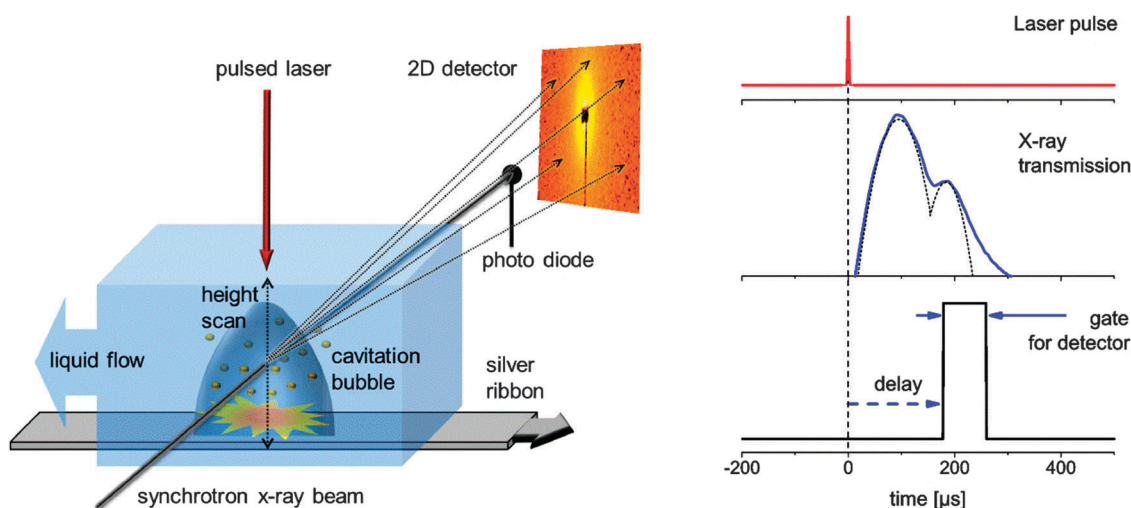 pulsed laser
2D detector
photo diode
height
scan
liquid flow
cavitation
bubble
silver
ribbon
synchrotron x-ray beam
Laser pulse
X-ray
transmission
gate
for detector
delay
-200 0 200 400
time [µs]